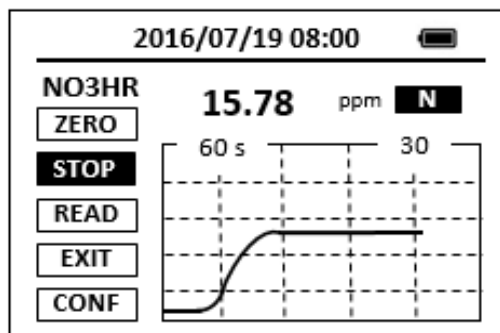 2016/07/19 08:00
NO3HR
15.78 ppm N
ZERO
60 s 30
STOP
READ
EXIT
CONF